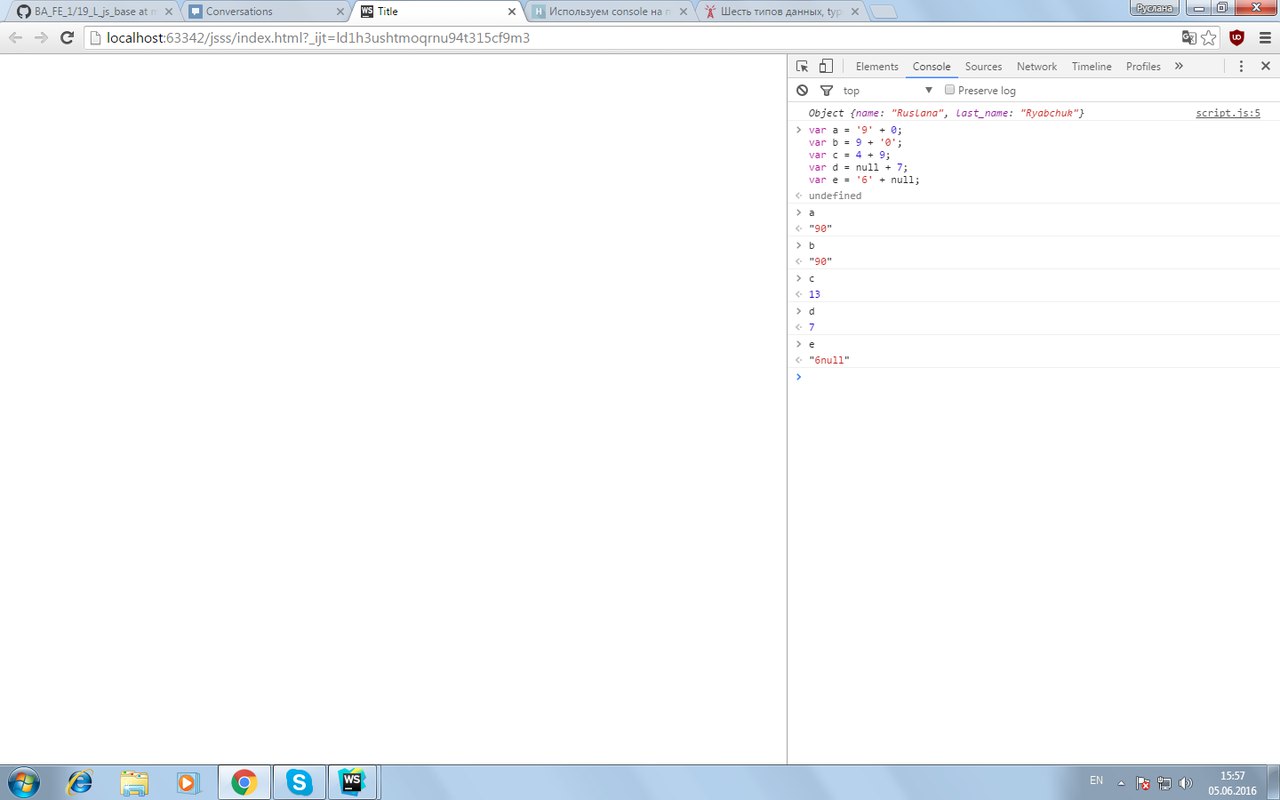 BA_FE_1/19_L_js_base at
Conversations
WS Title
H Используем console на
Шесть типов данных, typ
Руслана
localhost:63342/jsss/index.html?_ijt=ld1h3ushtmoqrnu94t315cf9m3
Elements Console Sources Network Timeline Profiles »
top ▼ Preserve log
Object {name: "Ruslana", last_name: "Ryabchuk"} script.js:5
> var a = '9' + 0;
var b = 9 + '0';
var c = 4 + 9;
var d = null + 7;
var e = '6' + null;
undefined
> a
"90"
> b
"90"
> c
13
> d
7
> e
"6null"
>
WS
EN
15:57
05.06.2016